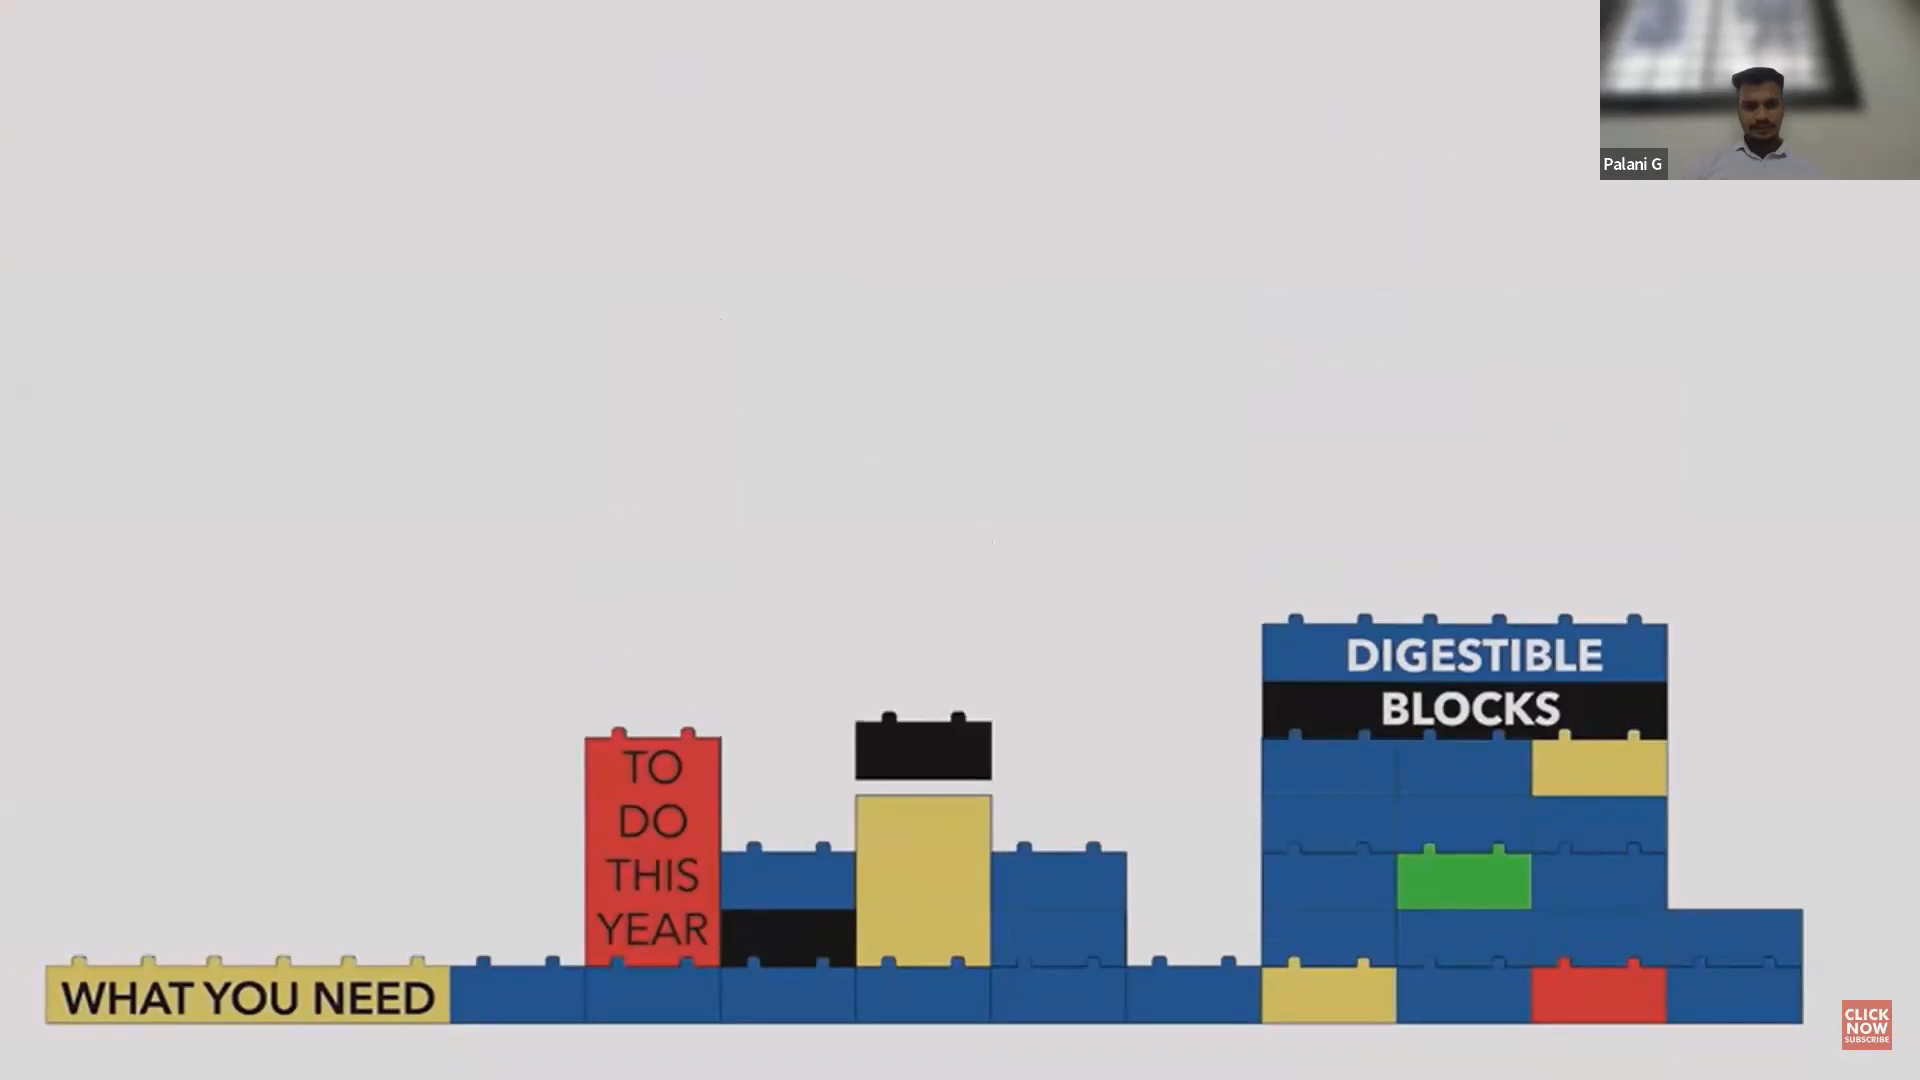 Palani G
DIGESTIBLE
BLOCKS
TO
DO
THIS
YEAR
WHAT YOU NEED
CLICK
NOW
SUBSCRIBE